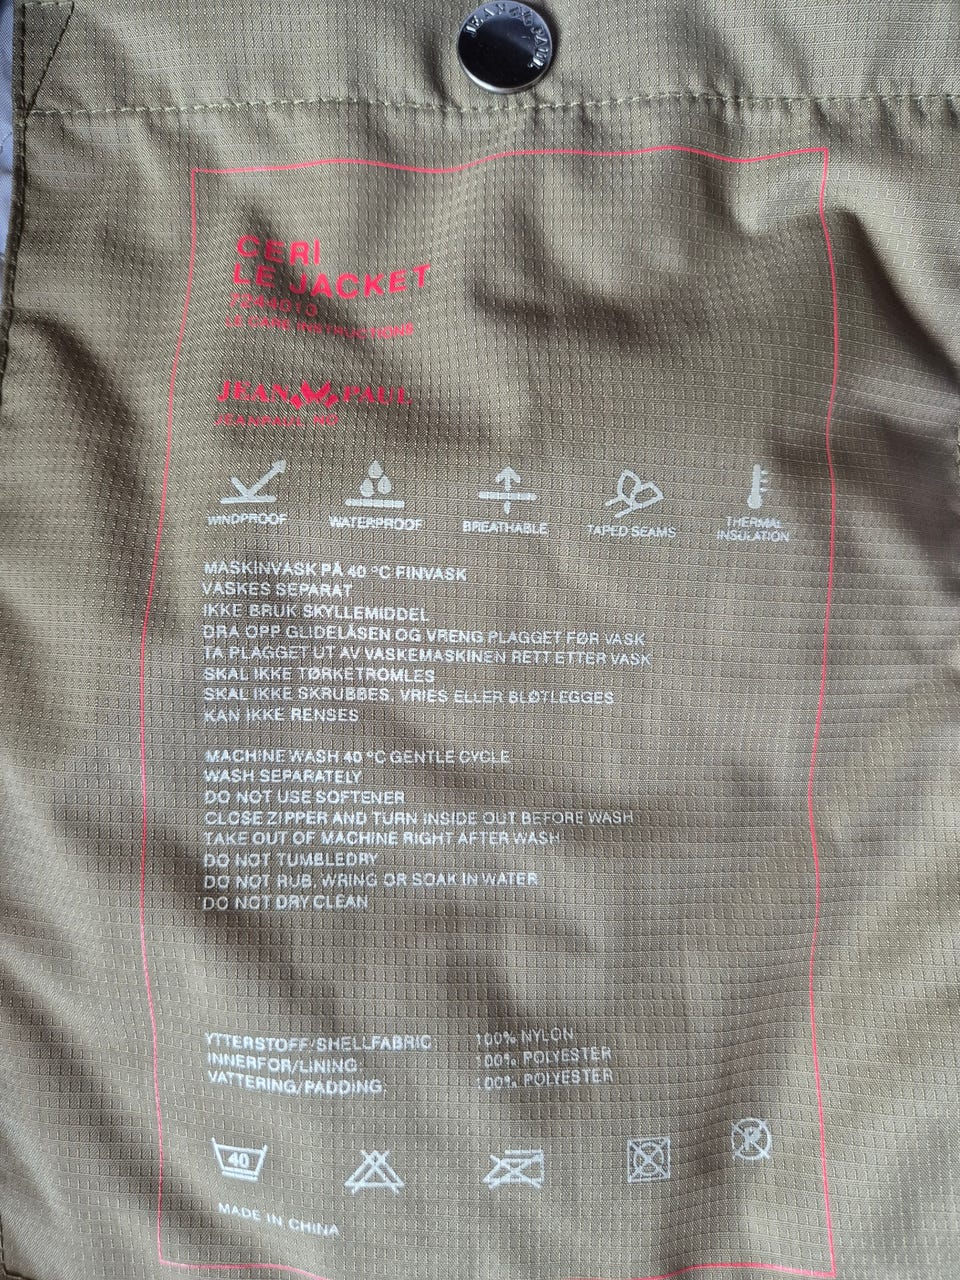 JEAN PAUL
CERI
LE JACKET
7244013
LE CARE INSTRUCTIONS
JEAN PAUL
JEANPAUL.NO
WINDPROOF
WATERPROOF
BREATHABLE
TAPED SEAMS
THERMAL
INSULATION
MASKINVASK PÅ 40 °C FINVASK
VASKES SEPARAT
IKKE BRUK SKYLLEMIDDEL
DRA OPP GLIDELÅSEN OG VRENG PLAGGET FØR VASK
TA PLAGGET UT AV VASKEMASKINEN RETT ETTER VASK
SKAL IKKE TØRKETROMLES
SKAL IKKE SKRUBBES, VRIES ELLER BLØTLEGGES
KAN IKKE RENSES
MACHINE WASH 40 °C GENTLE CYCLE
WASH SEPARATELY
DO NOT USE SOFTENER
CLOSE ZIPPER AND TURN INSIDE OUT BEFORE WASH
TAKE OUT OF MACHINE RIGHT AFTER WASH
DO NOT TUMBLEDRY
DO NOT RUB, WRING OR SOAK IN WATER
DO NOT DRY CLEAN
YTTERSTOFF/SHELLFABRIC: 100% NYLON
INNERFOR/LINING: 100% POLYESTER
VATTERING/PADDING: 100% POLYESTER
40 K
MADE IN CHINA